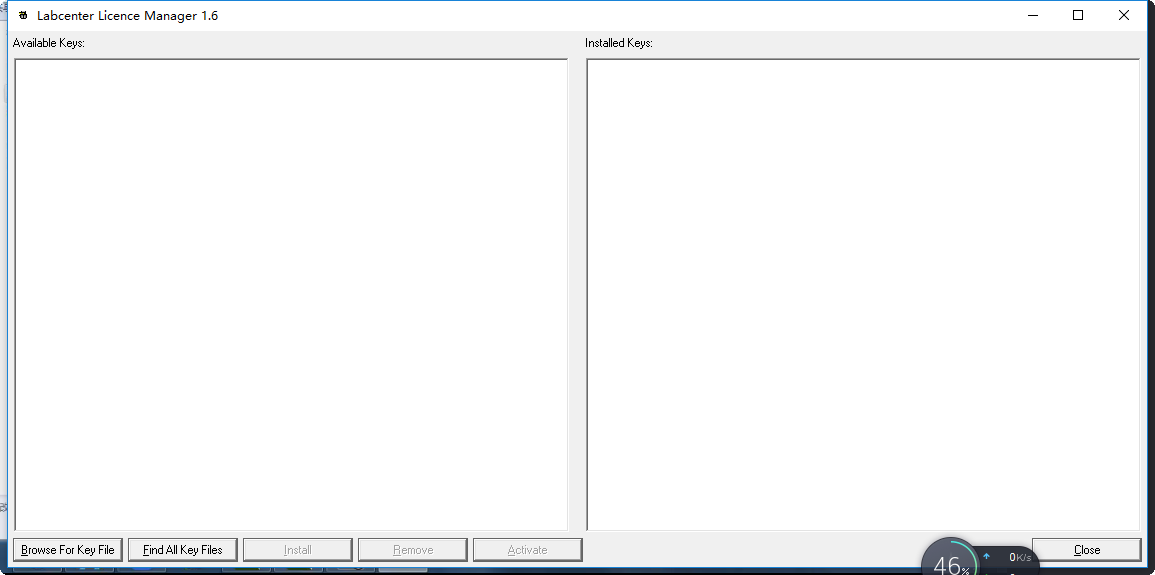 Labcenter Licence Manager 1.6
Available Keys:
Installed Keys:
Browse For Key File
Find All Key Files
Install
Remove
Activate
46%
0K/s
Close